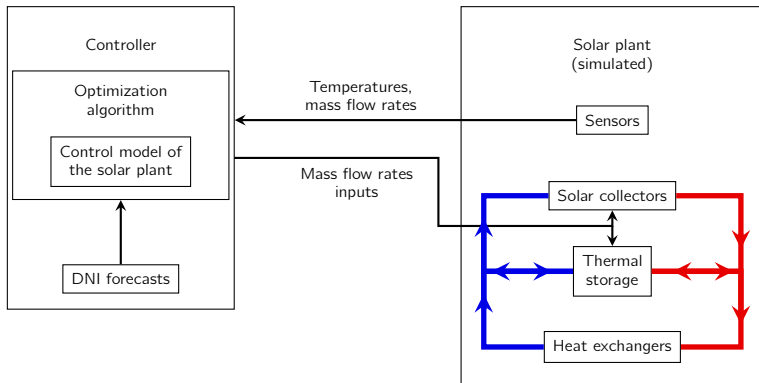 Controller
Optimization
algorithm
Control model of
the solar plant
DNI forecasts
Temperatures,
mass flow rates
Mass flow rates
inputs
Solar plant
(simulated)
Sensors
Solar collectors
Thermal
storage
Heat exchangers